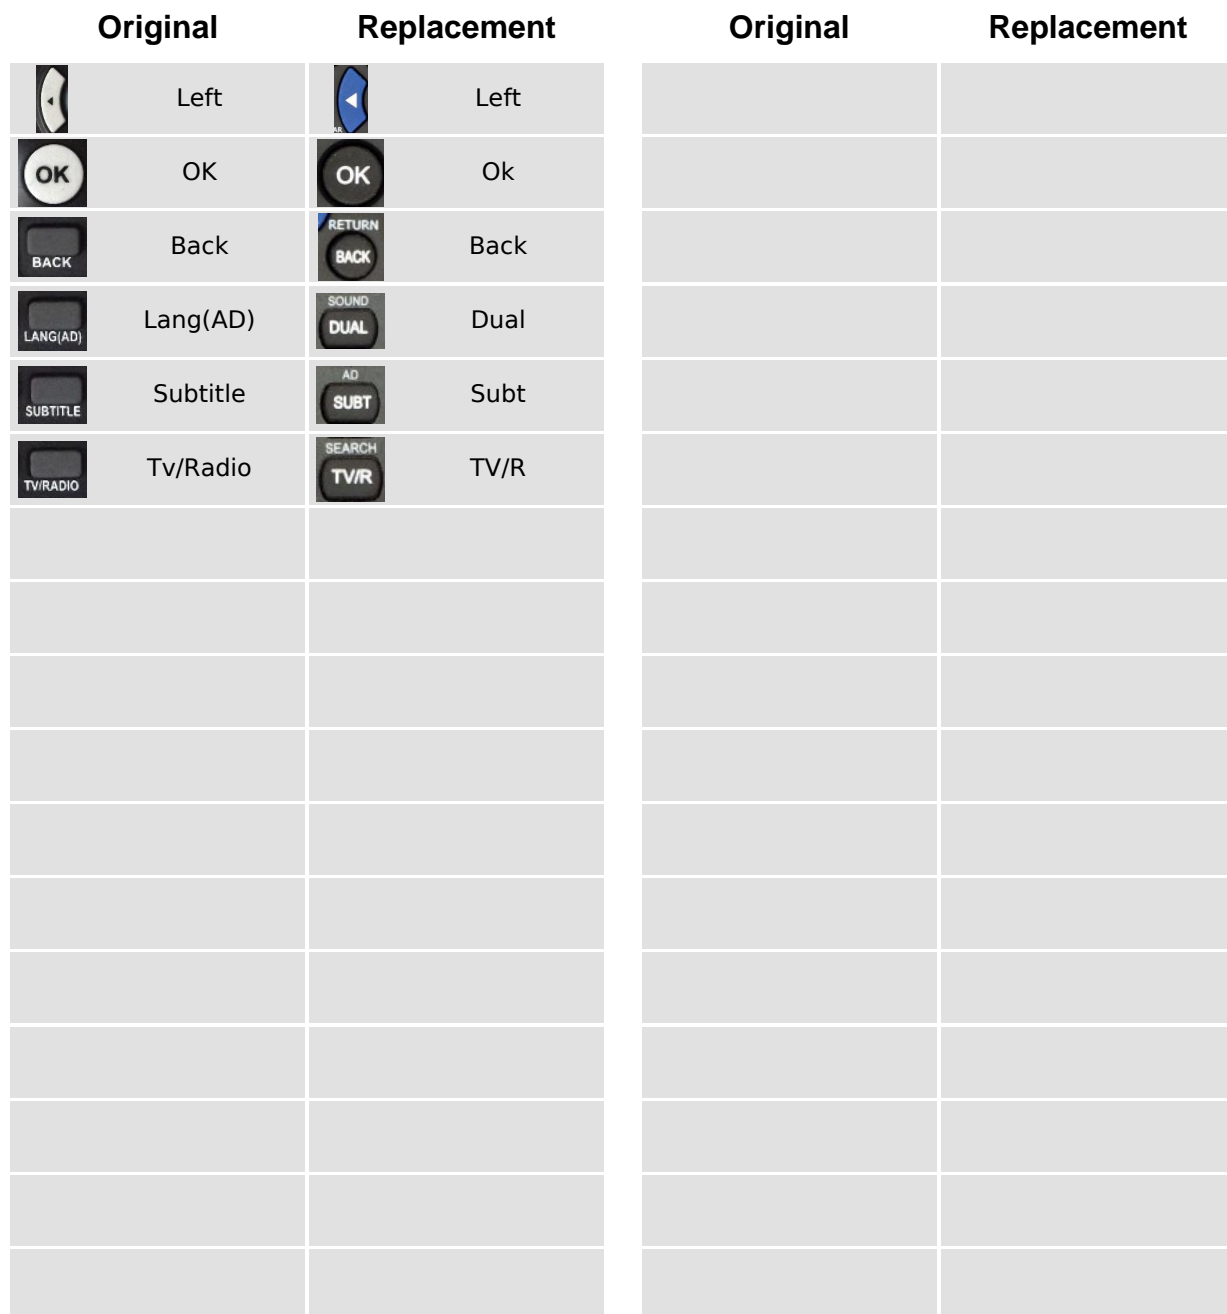 Original Replacement Original Replacement
Left Left
OK OK OK Ok
BACK Back RETURN BACK Back
LANG(AD) Lang(AD) SOUND DUAL Dual
SUBTITLE Subtitle AD SUBT Subt
TV/RADIO Tv/Radio SEARCH TV/R TV/R